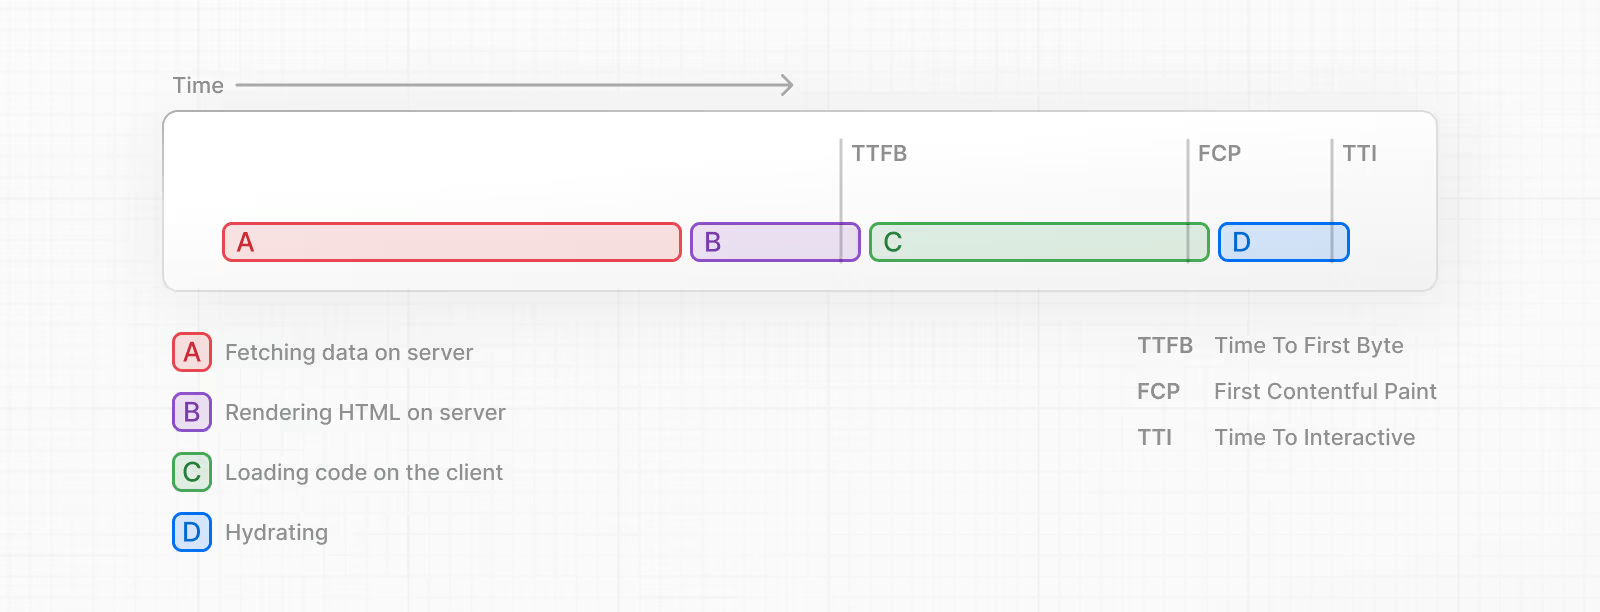 Time
TTFB
FCP
TTI
A
B
C
D
A Fetching data on server
B Rendering HTML on server
C Loading code on the client
D Hydrating
TTFB Time To First Byte
FCP First Contentful Paint
TTI Time To Interactive